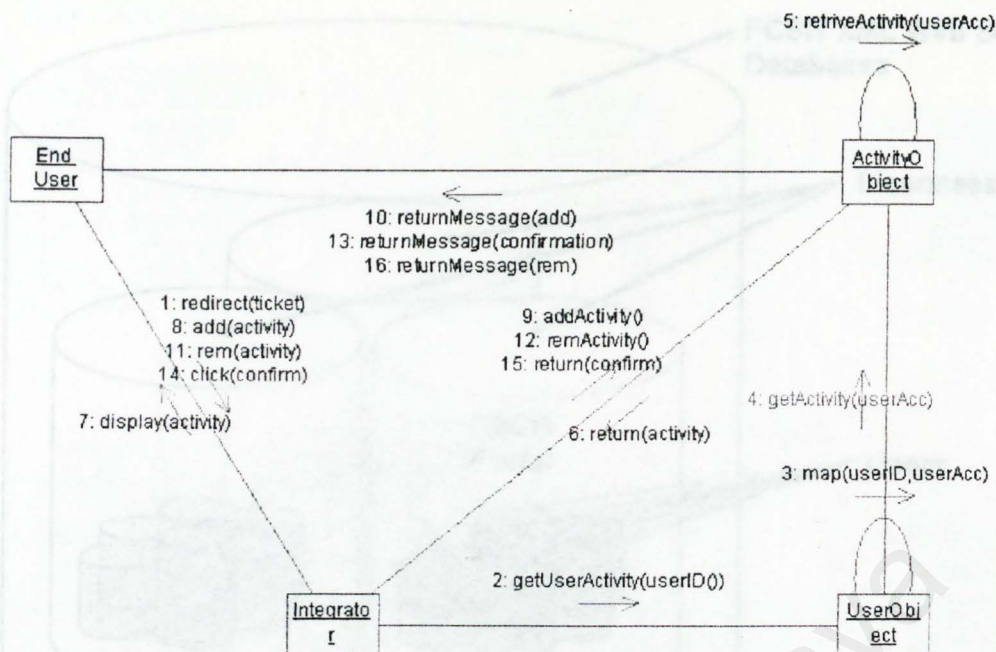 5: retriveActivity(userAcc)
End
User
ActivityO
bject
10: returnMessage(add)
13: returnMessage(confirmation)
16: returnMessage(rem)
1: redirect(ticket)
8: add(activity)
11: rem(activity)
14: click(confirm)
7: display(activity)
9: addActivity()
12: remActivity()
15: return(confirm)
6: return(activity)
4: getActivity(userAcc)
3: map(userID,userAcc)
2: getUserActivity(userID())
Integrato
r
UserObj
ect
Databases